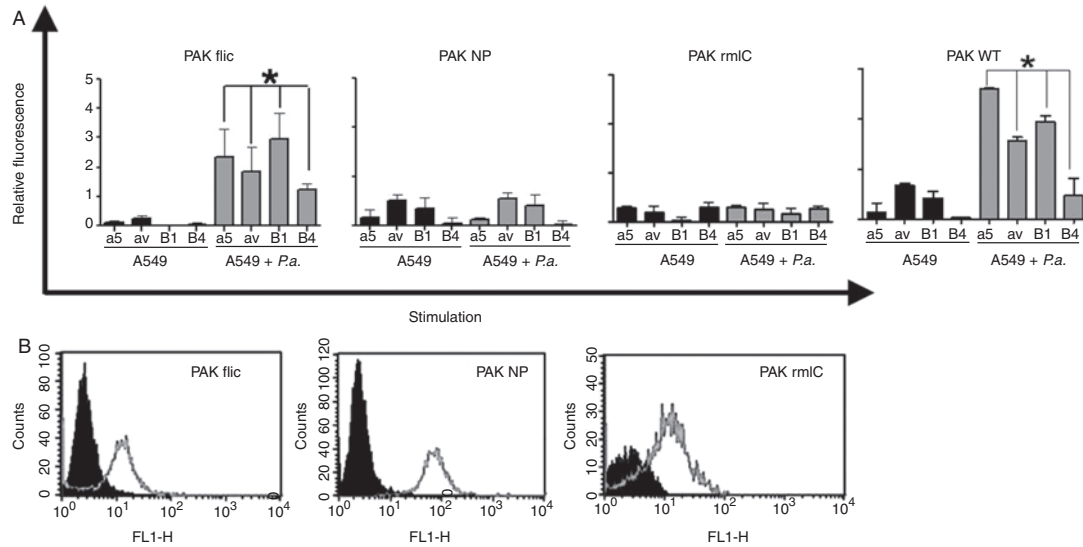 A
PAK flic PAK NP PAK rmlC PAK WT
Relative fluorescence
5
4
3
2
1
0
* *
a5 av B1 B4 a5 av B1 B4 a5 av B1 B4 a5 av B1 B4 a5 av B1 B4 a5 av B1 B4 a5 av B1 B4 a5 av B1 B4
A549 A549 + P.a. A549 A549 + P.a. A549 A549 + P.a. A549 A549 + P.a.
Stimulation
B
PAK flic
Counts
0 20 40 60 80 100
10^0 10^1 10^2 10^3 10^4
FL1-H
PAK NP
Counts
0 20 40 60 80 100 120
10^0 10^1 10^2 10^3 10^4
FL1-H
PAK rmlC
Counts
0 10 20 30 40 50
10^0 10^1 10^2 10^3 10^4
FL1-H